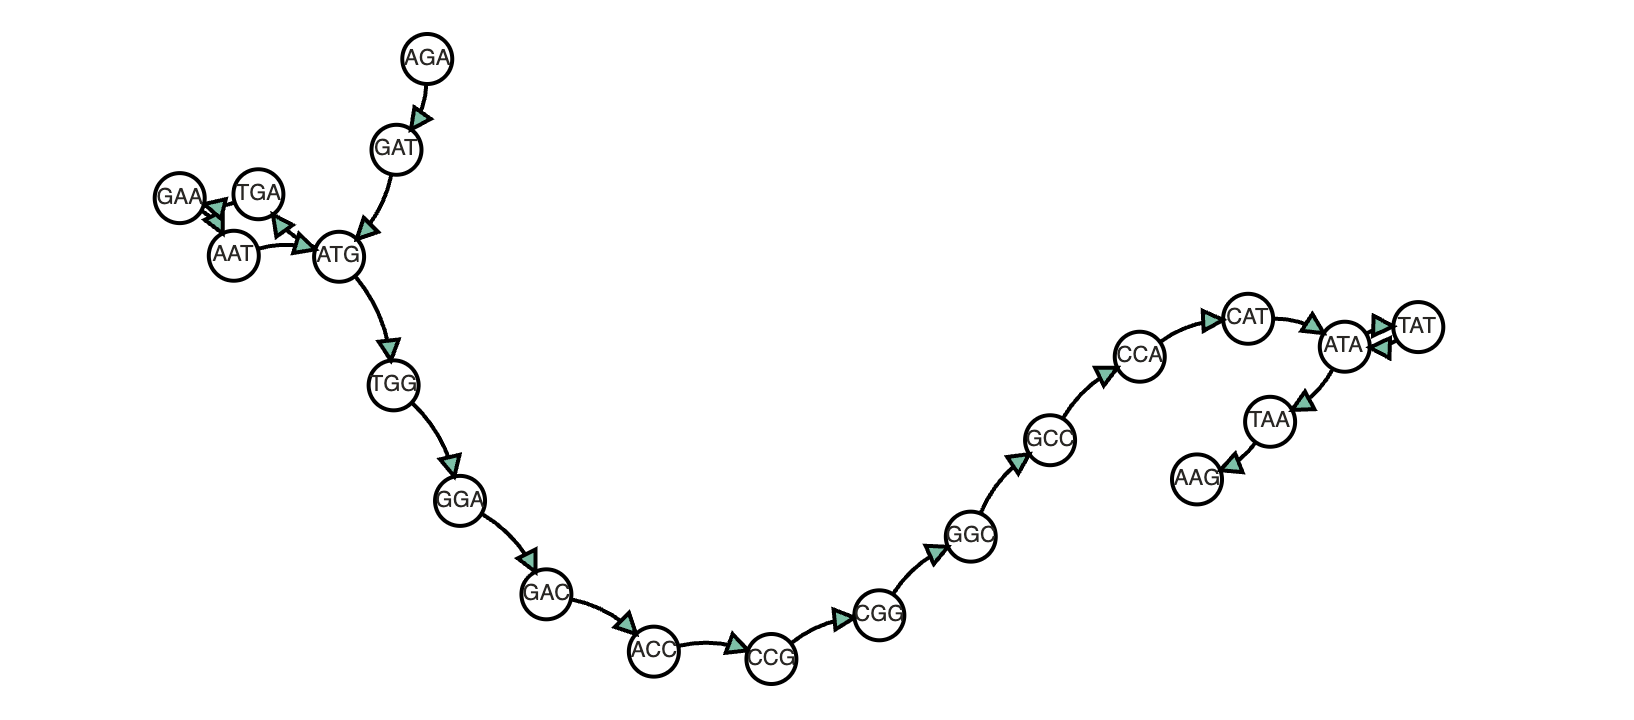 AGA
GAT
GAA
TGA
AAT
ATG
TGG
GGA
GAC
ACC
CCG
CGG
GGC
GCC
CCA
CAT
ATA
TAT
TAA
AAG